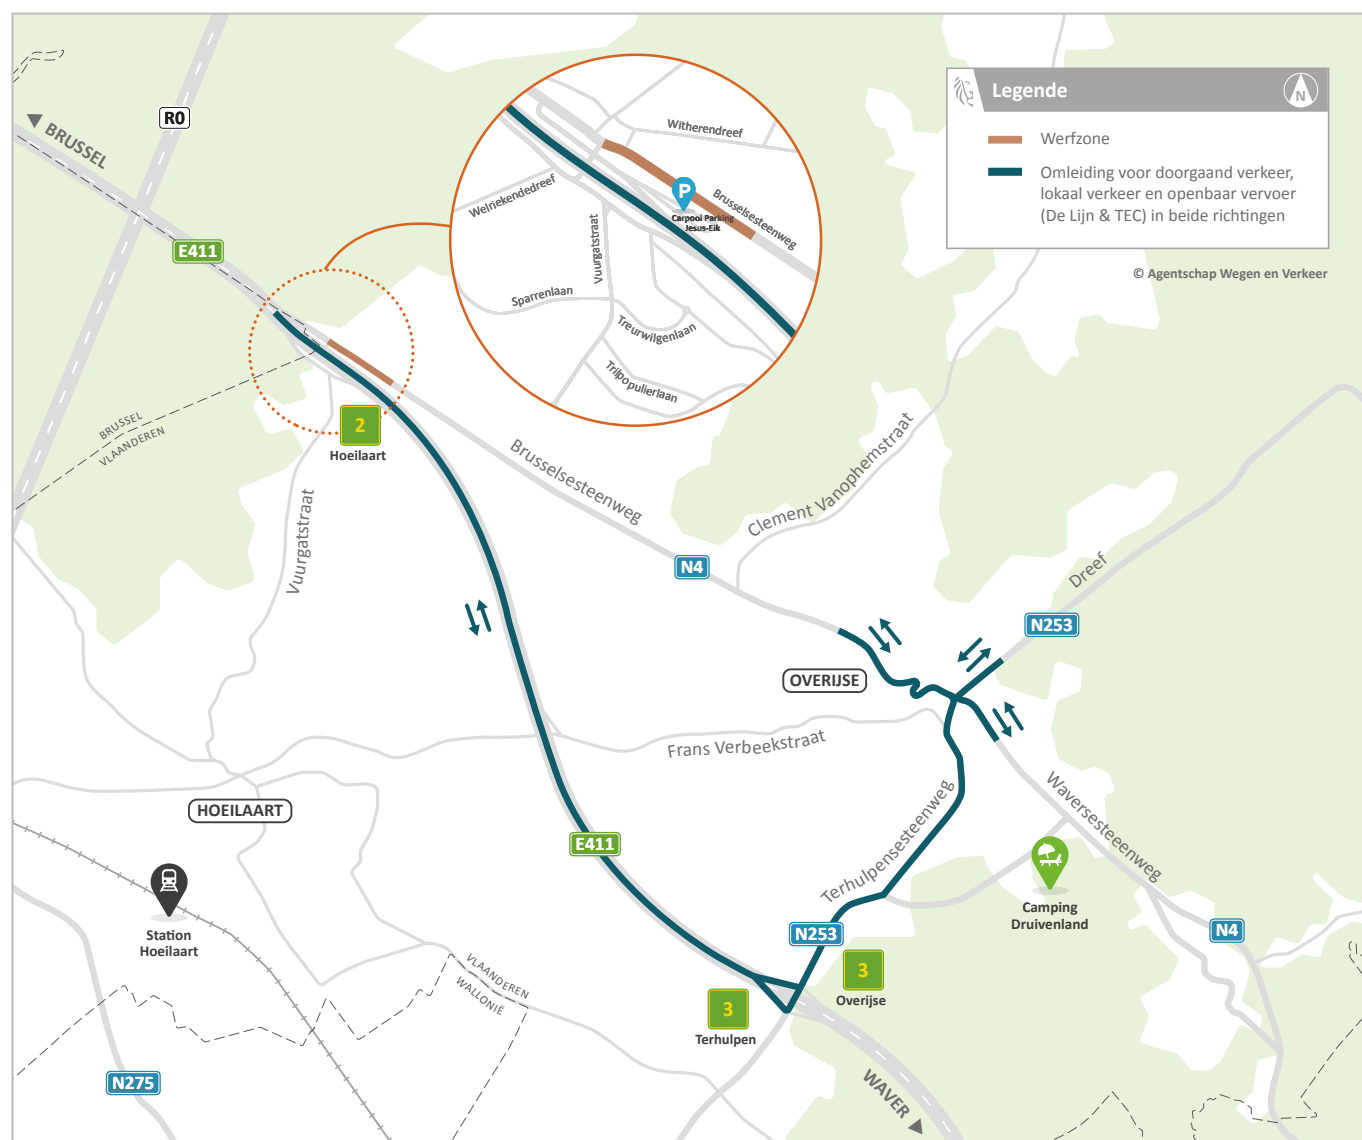 R0
BRUSSEL
E411
Witherendreef
Welriekendedreef
Vuurgatstraat
P
Carpool Parking
Jesus-Eik
Brusselsesteenweg
Sparrenlaan
Treurwilgenlaan
Trilpopulierlaan
Legende
N
Werfzone
Omleiding voor doorgaand verkeer,
lokaal verkeer en openbaar vervoer
(De Lijn & TEC) in beide richtingen
© Agentschap Wegen en Verkeer
BRUSSEL
VLAANDEREN
2
Hoeilaart
Vuurgatstraat
Brusselsesteenweg
Clement Vanophemstraat
N4
Dreef
N253
OVERIJSE
Frans Verbeekstraat
HOEILAART
E411
Terhulpensesteenweg
Waversesteeenweg
Station
Hoeilaart
Camping
Druivenland
N253
N4
VLAANDEREN
WALLONIË
3
Overijse
3
Terhulpen
N275
WAVER